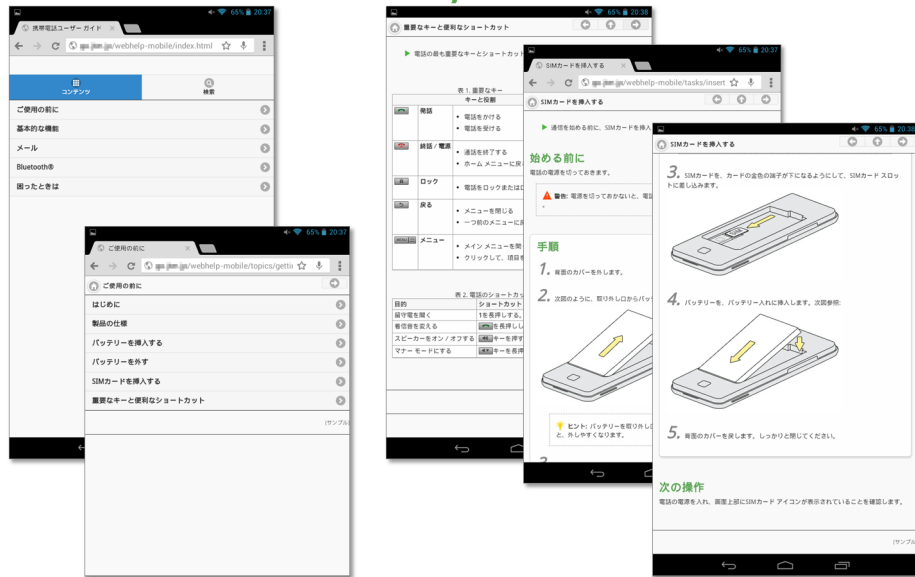 65% 20:37
携帯電話ユーザー ガイド
/webhelp-mobile/index.html
コンテンツ
検索
ご使用の前に
基本的な機能
メール
Bluetooth®
困ったときは
65% 20:37
ご使用の前に
/webhelp-mobile/topics/getti
ご使用の前に
はじめに
製品の仕様
バッテリーを挿入する
バッテリーを外す
SIMカードを挿入する
重要なキーと便利なショートカット
(サンプル)
65% 20:38
重要なキーと便利なショートカット
電話の最も重要なキーとショートカット
表 1. 重要なキー
キーと役割
発話
• 電話をかける
• 電話を受ける
終話 / 電源
• 通話を終了する
• ホーム メニューに戻
ロック
• 電話をロックまたは
戻る
• メニューを閉じる
• 一つ前のメニューに
メニュー
• メイン メニューを開
• クリックして、項目を
表 2. 電話のショートカッ
目的 ショートカット
留守電を聞く 1を長押しする。
着信音を変える を長押しし
スピーカーをオン / オフする キーを押す
マナー モードにする キーを長押
65% 20:37
SIMカードを挿入する
/webhelp-mobile/tasks/insert
SIMカードを挿入する
通信を始める前に、SIMカードを挿入
始める前に
電話の電源を切っておきます。
警告: 電源を切っておかないと、電話
。
手順
1. 背面のカバーを外します。
2. 次図のように、取り外し口からバッ
ヒント: バッテリーを取り外し
と、外しやすくなります。
65% 20:38
SIMカードを挿入する
3. SIMカードを、カードの金色の端子が下になるようにして、SIMカード スロッ
トに差し込みます。
SIM
4. バッテリーを、バッテリー入れに挿入します。次図参照:
5. 背面のカバーを戻します。しっかりと閉じてください。
次の操作
電話の電源を入れ、画面上部にSIMカード アイコンが表示されていることを確認します。
(サンプル